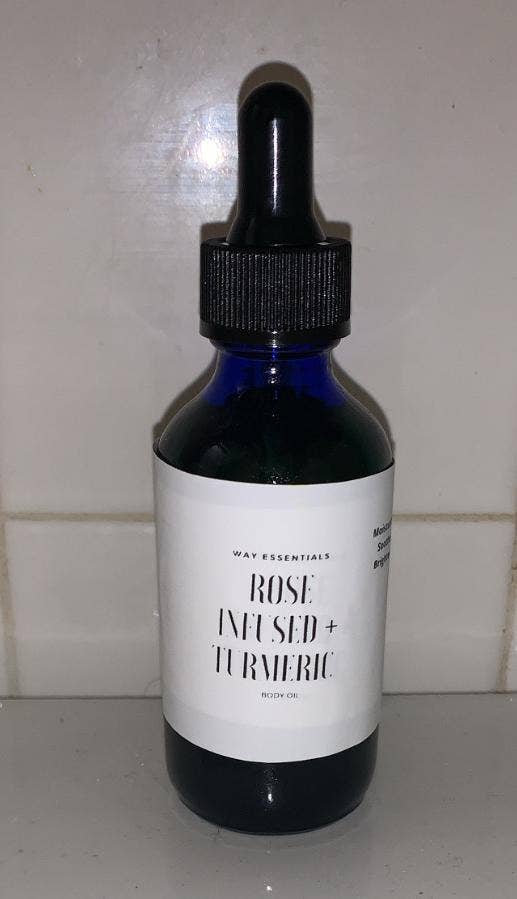 WAY ESSENTIALS
ROSE
INFUSED +
TURMERIC
BODY OIL